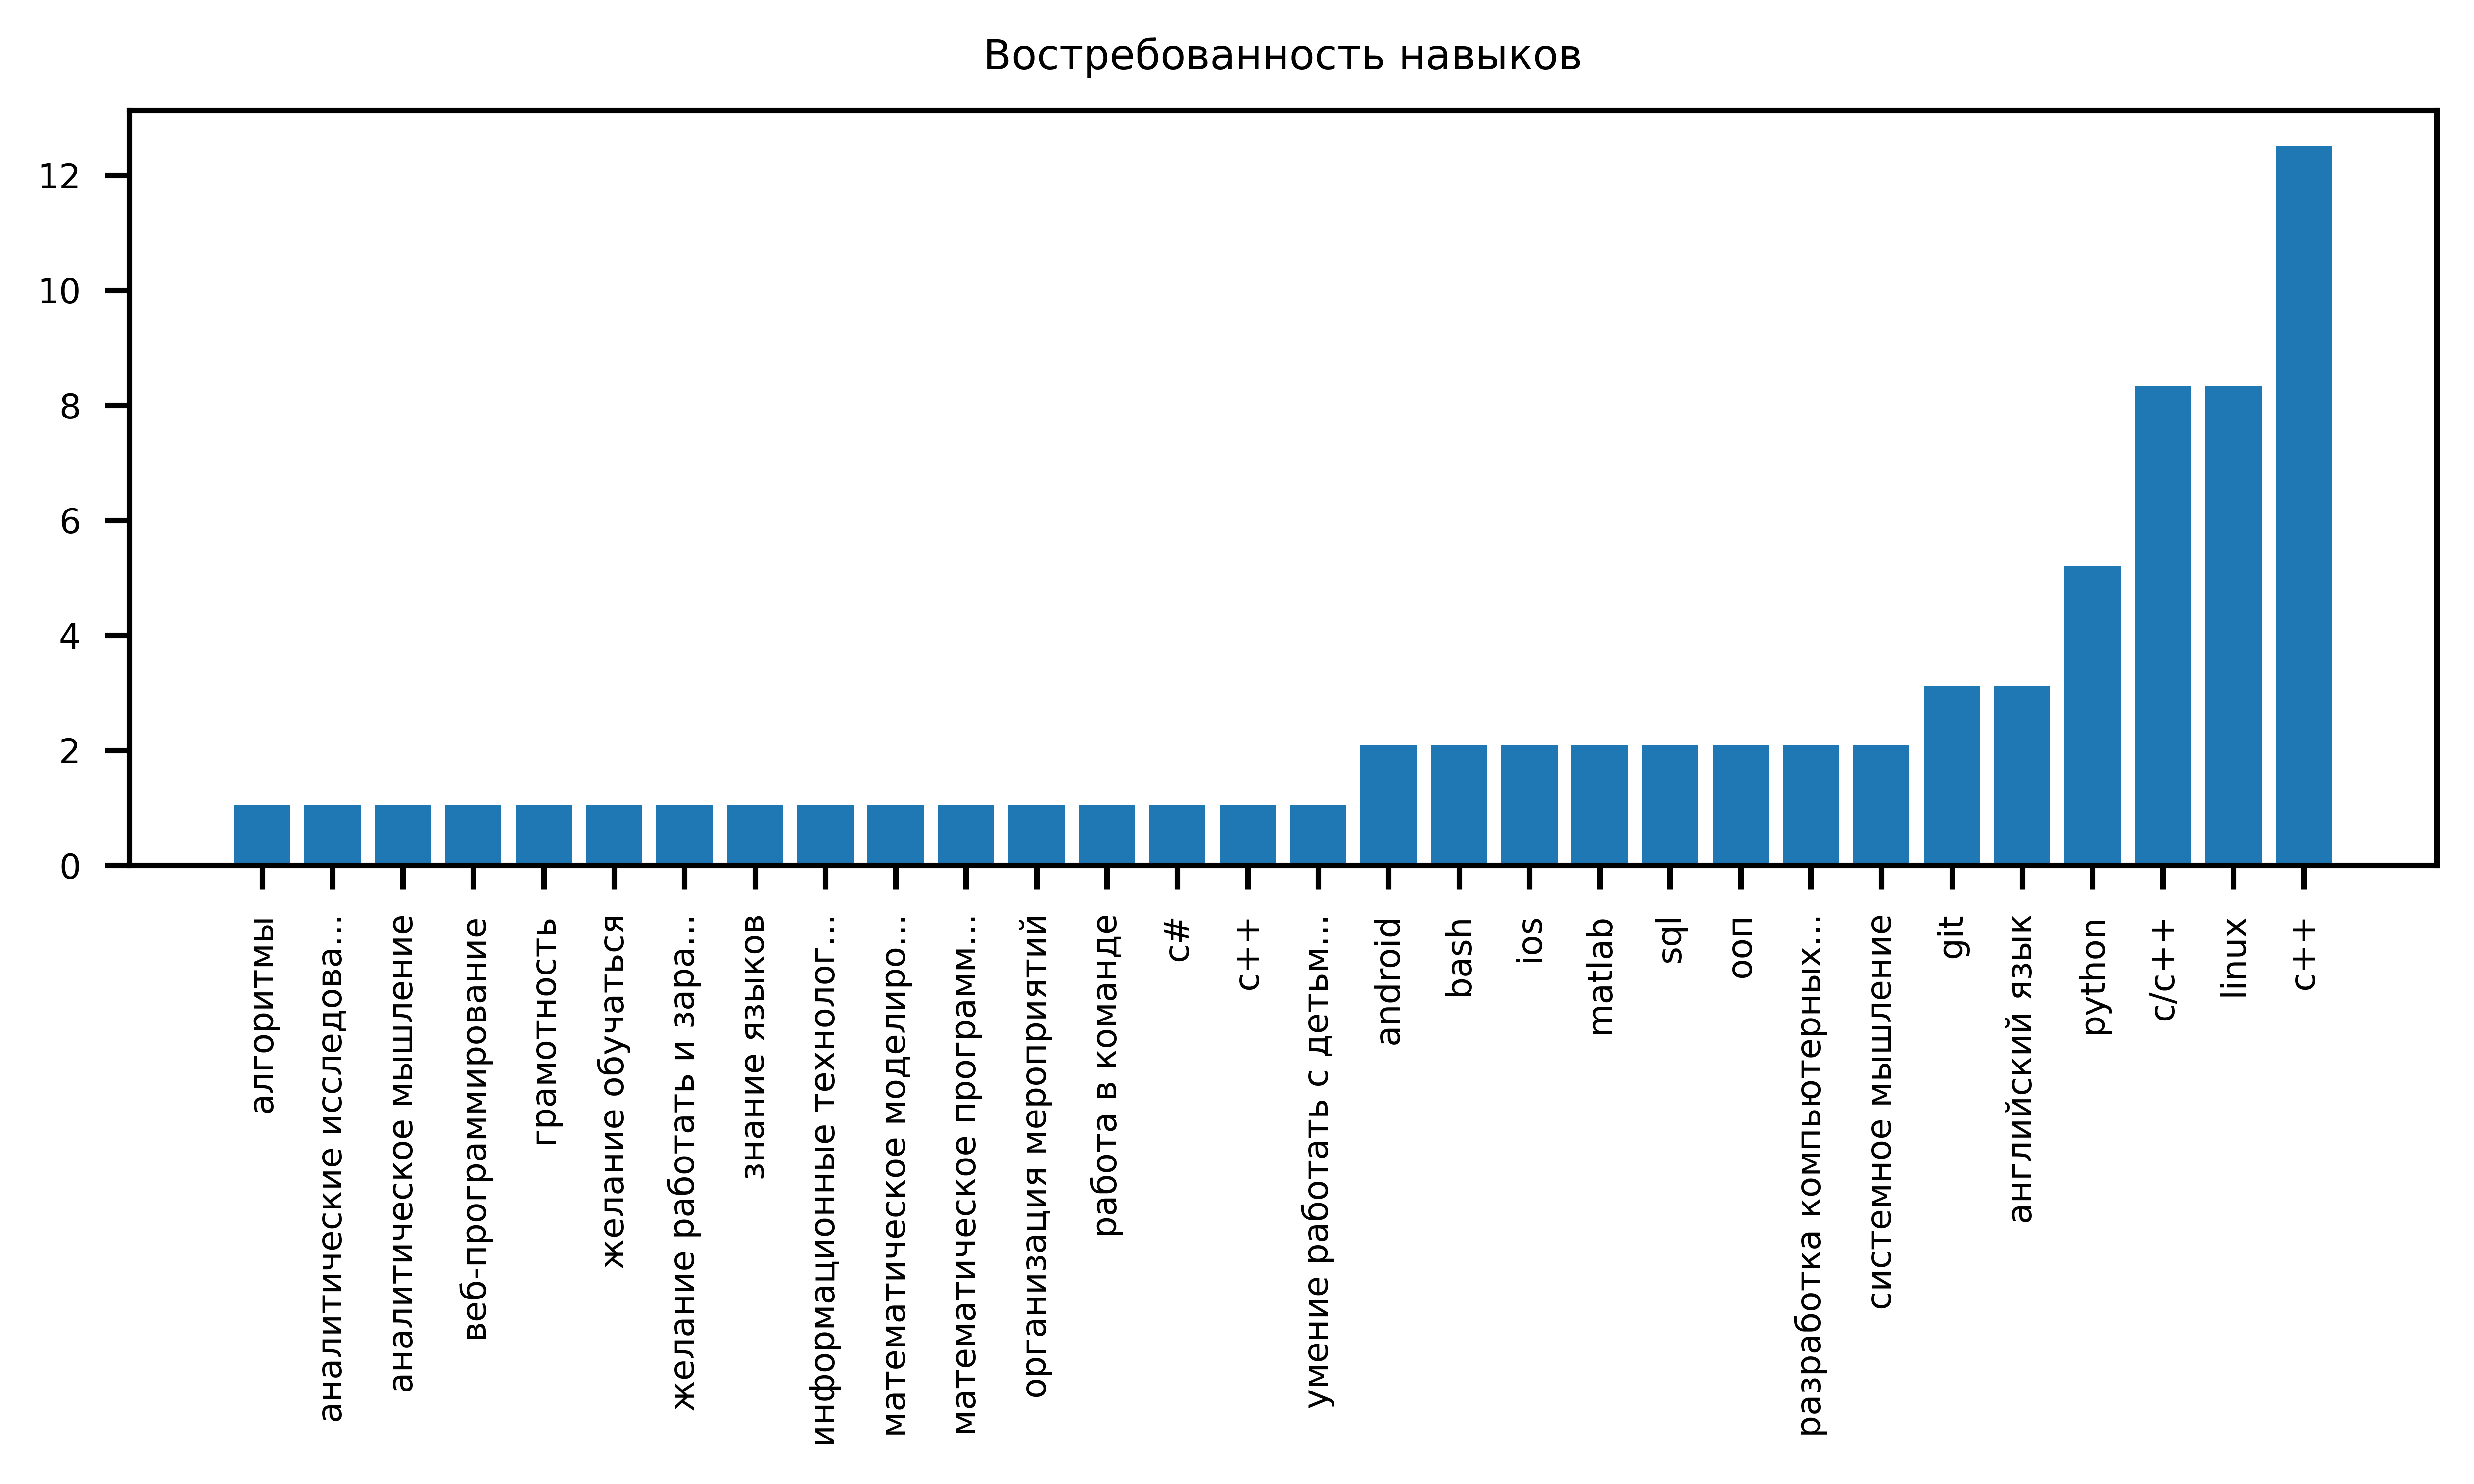 Востребованность навыков
12
10
8
6
4
2
0
алгоритмы
аналитические исследова...
аналитическое мышление
веб-программирование
грамотность
желание обучаться
желание работать и зара...
знание языков
информационные технолог...
математическое моделиро...
математическое программ...
организация мероприятий
работа в команде
с#
с++
умение работать с детьм...
android
bash
ios
matlab
sql
ооп
разработка компьютерных...
системное мышление
git
английский язык
python
c/c++
linux
c++